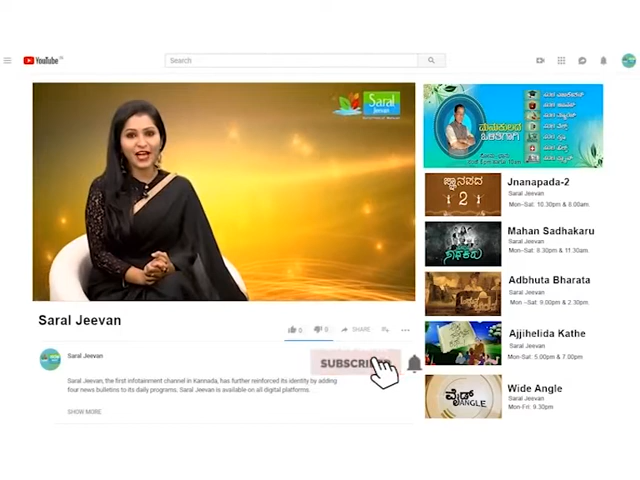 YouTube
Search
Saral
Jeevan
ಜ್ಞಾನಪದ
2
Jnanapada-2
Saral Jeevan
Mon-Sat: 10.30pm & 8.00am.
Mahan Sadhakaru
Saral Jeevan
Mon-Sat: 8.30pm & 11.30am.
Adbhuta Bharata
Saral Jeevan
Mon -Sat: 9.00pm & 2.30pm.
Ajjihelida Kathe
Saral Jeevan
Mon-Sat: 5.00pm & 7.00pm.
ವೈಡ್
ANGLE
Wide Angle
Saral Jeevan
Mon-Fri: 9.30pm
Saral Jeevan
0
0
SHARE
Saral Jeevan
SUBSCRIBED
Saral Jeevan, the first infotainment channel in Kannada, has further reinforced its identity by adding
four news bulletins to its daily programs. Saral Jeevan is available on all digital platforms.
SHOW MORE